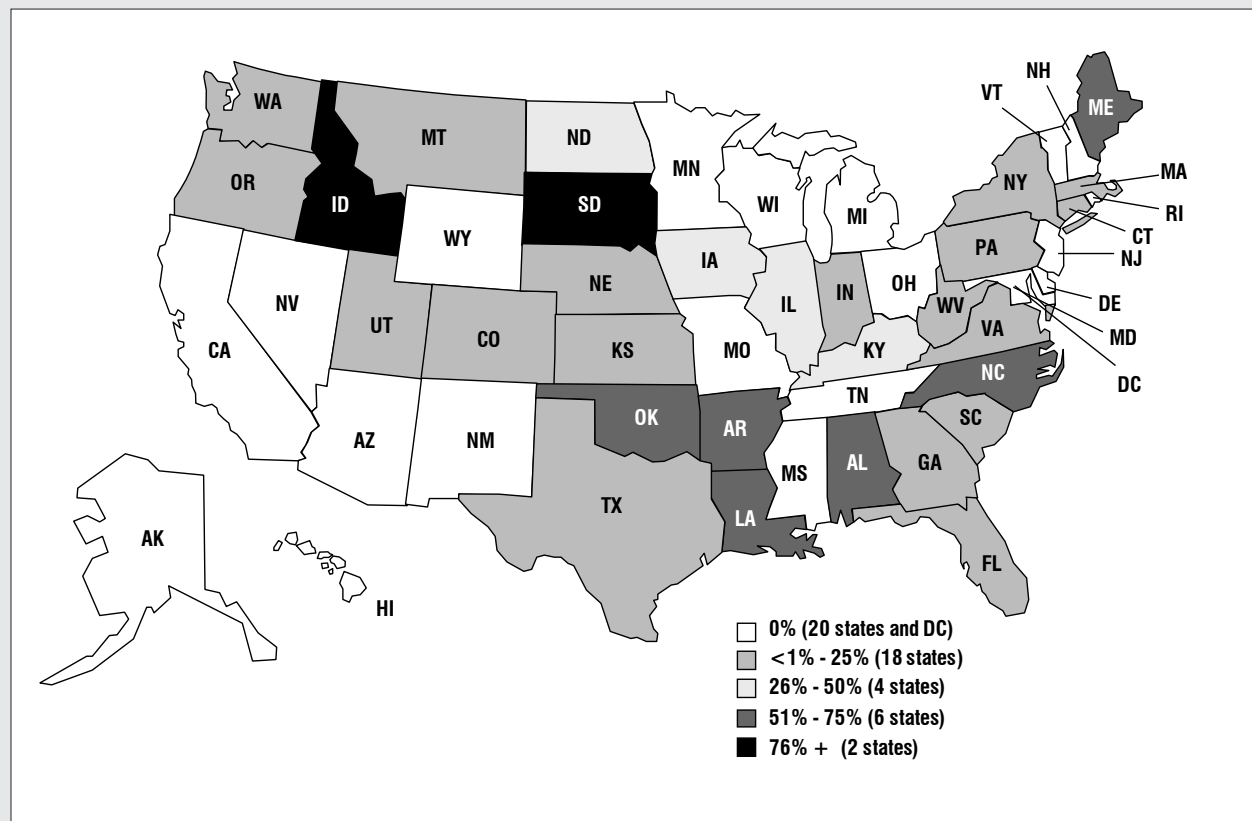 NH
VT
ME
WA
MT
ND
MN
OR
ID
SD
WI
MI
NY
MA
RI
CT
NJ
WY
IA
PA
NE
OH
DE
NV
IL
IN
WV
UT
CO
VA
MD
CA
KS
MO
KY
DC
NC
TN
OK
AR
SC
AZ
NM
MS
AL
GA
TX
LA
AK
FL
HI
0% (20 states and DC)
<1% - 25% (18 states)
26% - 50% (4 states)
51% - 75% (6 states)
76% + (2 states)